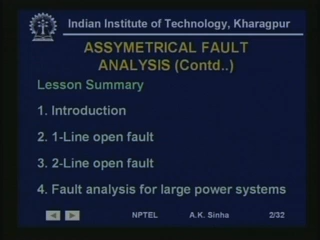 Indian Institute of Technology, Kharagpur
ASSYMETRICAL FAULT
ANALYSIS (Contd..)
Lesson Summary
1. Introduction
2. 1-Line open fault
3. 2-Line open fault
4. Fault analysis for large power systems
NPTEL A.K. Sinha 2/32